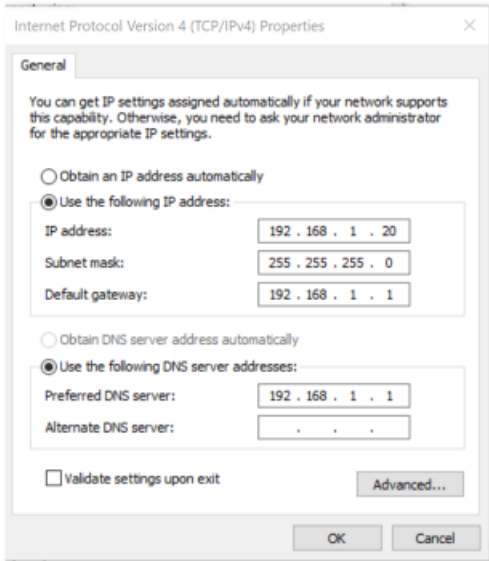 Internet Protocol Version 4 (TCP/IPv4) Properties
General
You can get IP settings assigned automatically if your network supports
this capability. Otherwise, you need to ask your network administrator
for the appropriate IP settings.
Obtain an IP address automatically
Use the following IP address:
IP address: 192 . 168 . 1 . 20
Subnet mask: 255 . 255 . 255 . 0
Default gateway: 192 . 168 . 1 . 1
Obtain DNS server address automatically
Use the following DNS server addresses:
Preferred DNS server: 192 . 168 . 1 . 1
Alternate DNS server: . . .
Validate settings upon exit
Advanced...
OK Cancel